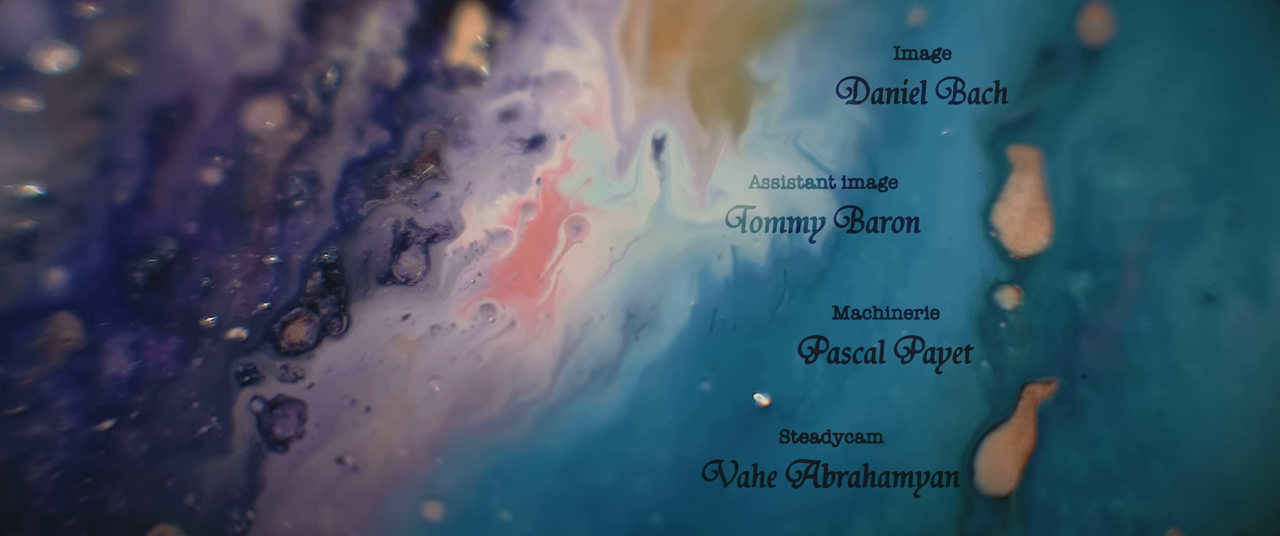 Image
Daniel Bach
Assistant image
Tommy Baron
Machinerie
Pascal Payet
Steadycam
Vahe Abrahamyan